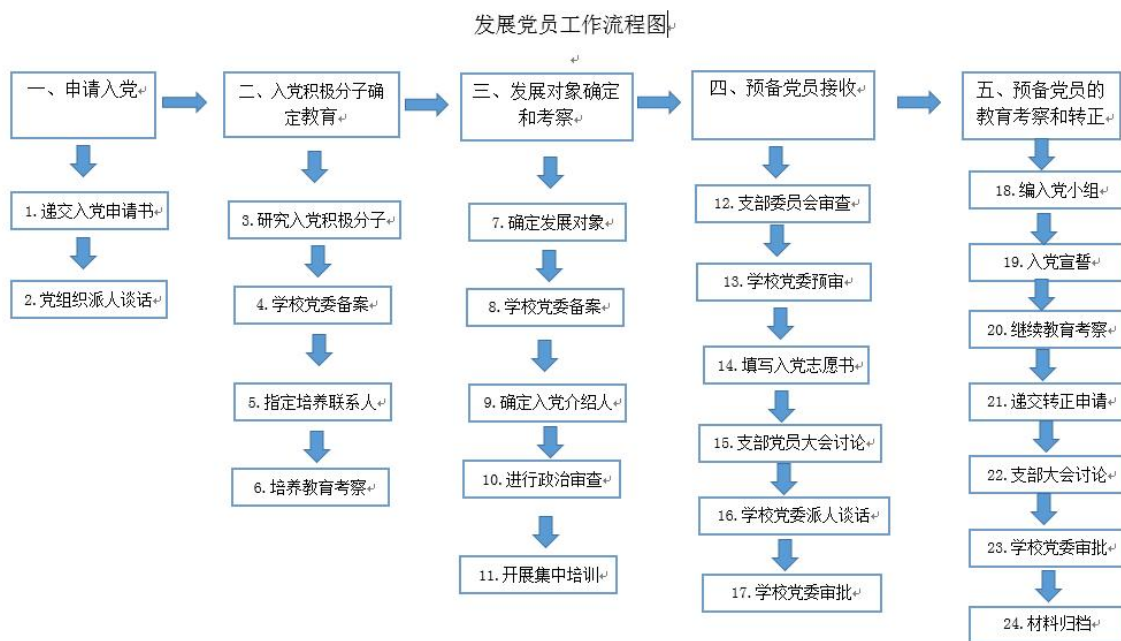 发展党员工作流程图
一、申请入党
1.递交入党申请书
2.党组织派人谈话
二、入党积极分子确
定教育
3.研究入党积极分子
4.学校党委备案
5.指定培养联系人
6.培养教育考察
三、发展对象确定
和考察
7.确定发展对象
8.学校党委备案
9.确定入党介绍人
10.进行政治审查
11.开展集中培训
四、预备党员接收
12.支部委员会审查
13.学校党委预审
14.填写入党志愿书
15.支部党员大会讨论
16.学校党委派人谈话
17.学校党委审批
五、预备党员的
教育考察和转正
18.编入党小组
19.入党宣誓
20.继续教育考察
21.递交转正申请
22.支部大会讨论
23.学校党委审批
24.材料归档